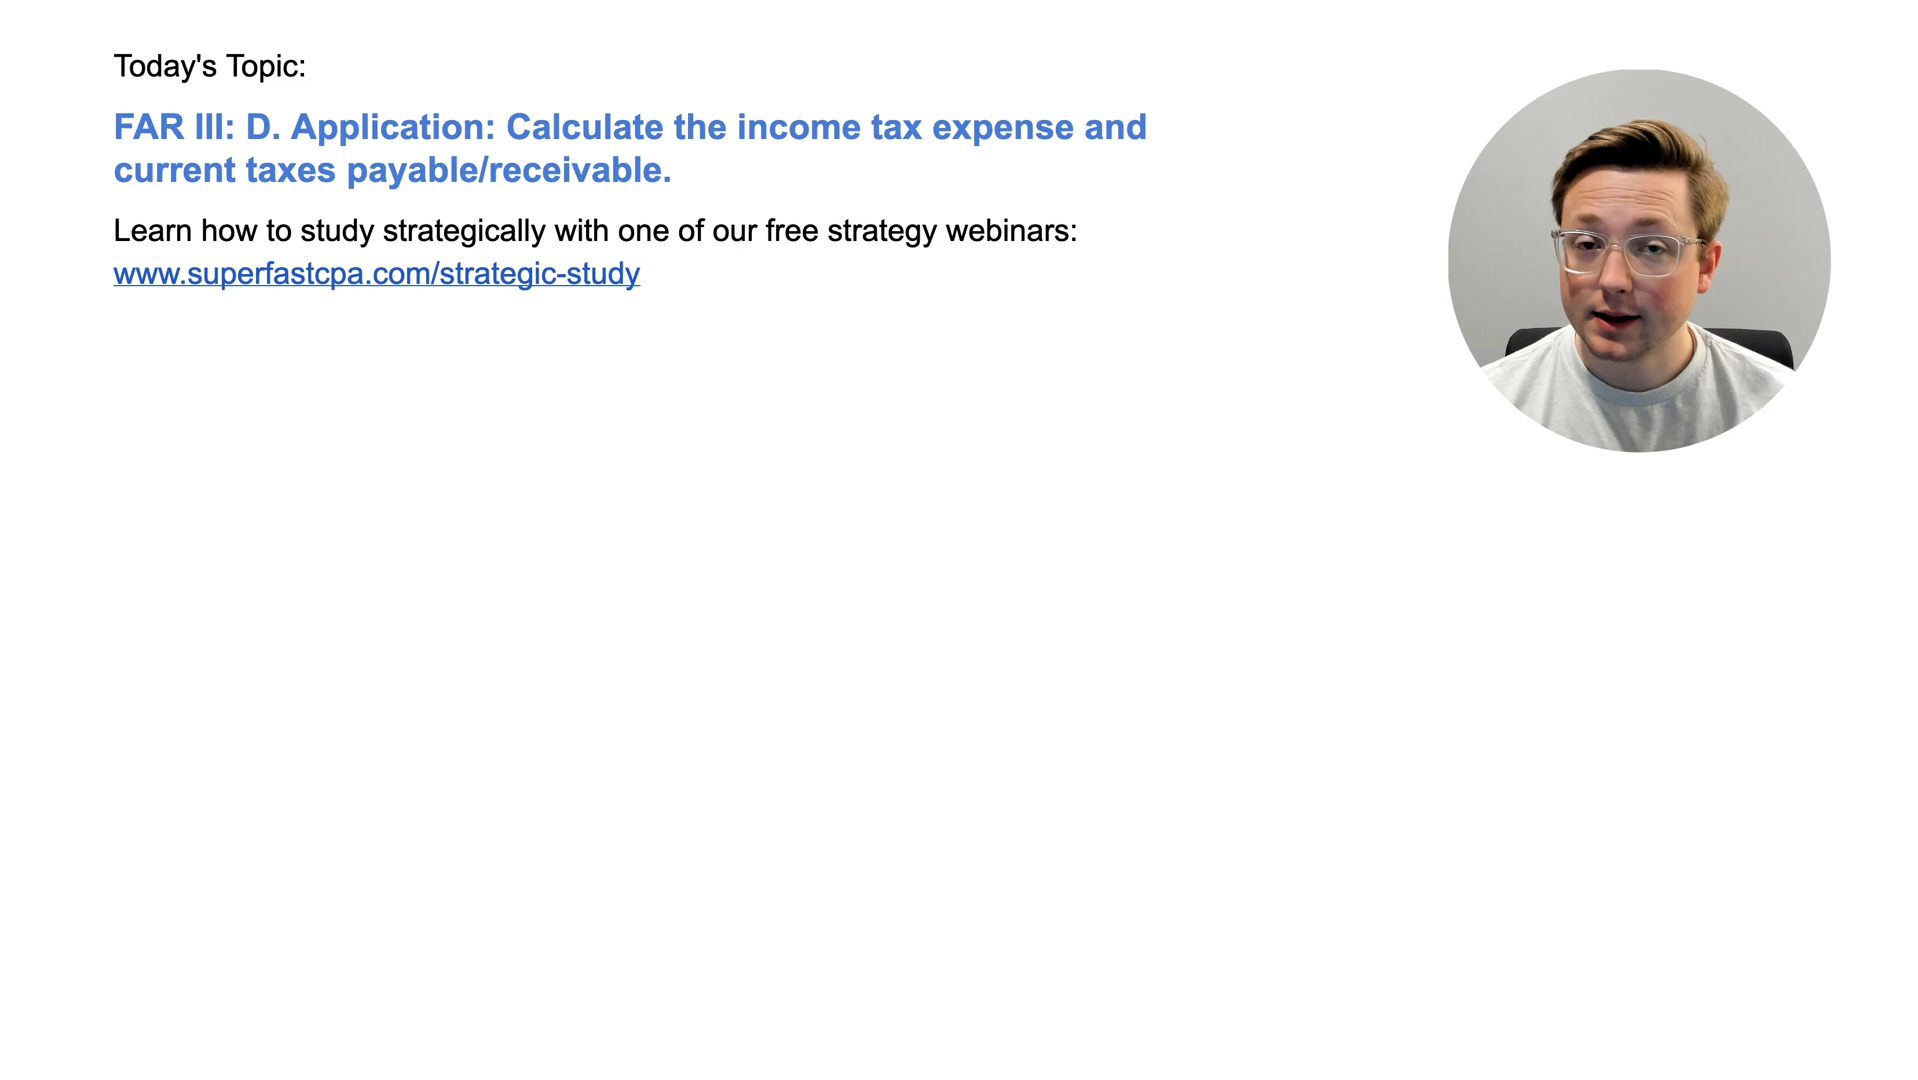 Today's Topic:
FAR III: D. Application: Calculate the income tax expense and
current taxes payable/receivable.
Learn how to study strategically with one of our free strategy webinars:
www.superfastcpa.com/strategic-study